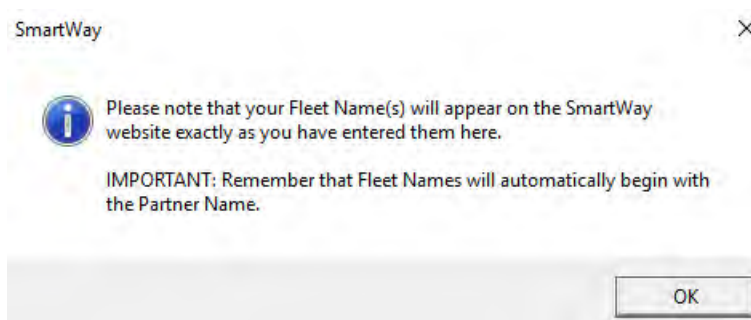 SmartWay
Please note that your Fleet Name(s) will appear on the SmartWay
website exactly as you have entered them here.
IMPORTANT: Remember that Fleet Names will automatically begin with
the Partner Name.
OK